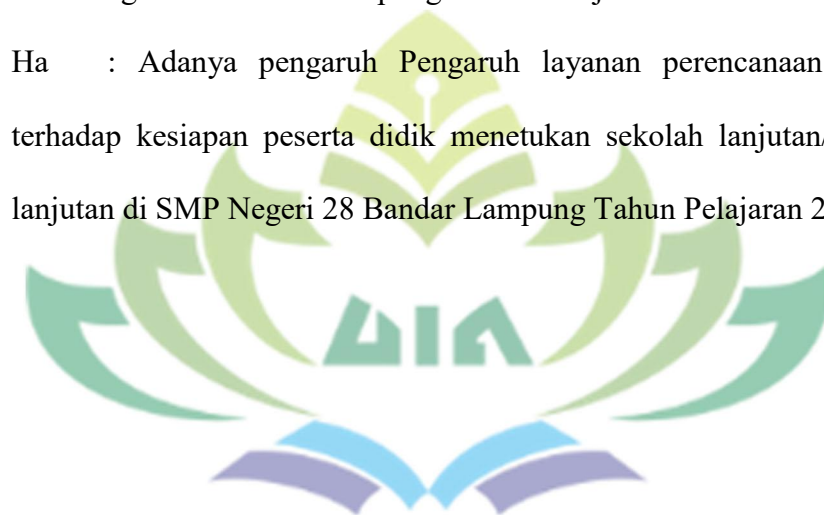 Ha : Adanya pengaruh Pengaruh layanan perencanaan
terhadap kesiapan peserta didik menetukan sekolah lanjutan/
lanjutan di SMP Negeri 28 Bandar Lampung Tahun Pelajaran 2
UIN